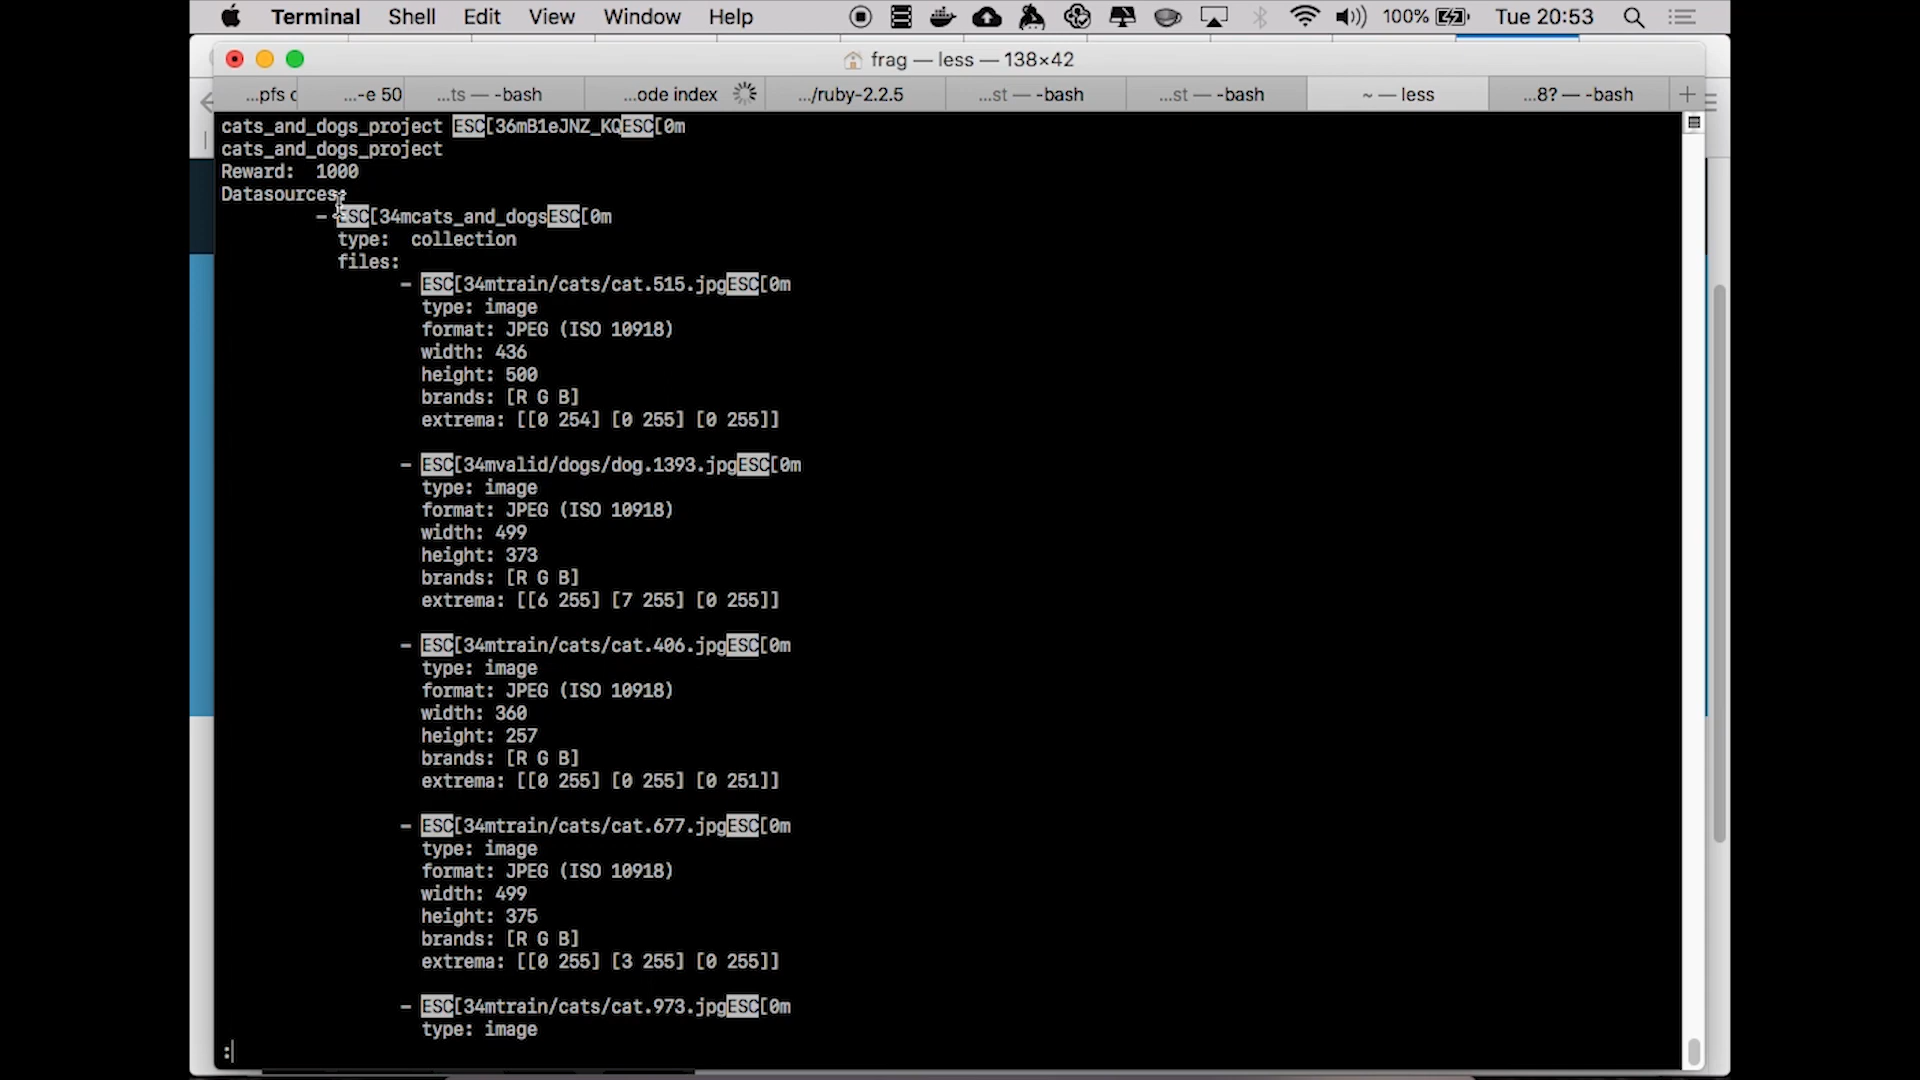 Terminal Shell Edit View Window Help 100% Tue 20:53
frag — less — 138×42
...pfs c ...-e 50 ...ts — -bash ...ode index .../ruby-2.2.5 ...st — -bash ...st — -bash ~ — less ...8? — -bash +
cats_and_dogs_project ESC[36mB1eJNZ_KQESC[0m
cats_and_dogs_project
Reward:  1000
Datasources:
- ESC[34mcats_and_dogsESC[0m
type:  collection
files:
- ESC[34mtrain/cats/cat.515.jpgESC[0m
type: image
format: JPEG (ISO 10918)
width: 436
height: 500
brands: [R G B]
extrema: [[0 254] [0 255] [0 255]]
- ESC[34mvalid/dogs/dog.1393.jpgESC[0m
type: image
format: JPEG (ISO 10918)
width: 499
height: 373
brands: [R G B]
extrema: [[6 255] [7 255] [0 255]]
- ESC[34mtrain/cats/cat.406.jpgESC[0m
type: image
format: JPEG (ISO 10918)
width: 360
height: 257
brands: [R G B]
extrema: [[0 255] [0 255] [0 251]]
- ESC[34mtrain/cats/cat.677.jpgESC[0m
type: image
format: JPEG (ISO 10918)
width: 499
height: 375
brands: [R G B]
extrema: [[0 255] [3 255] [0 255]]
- ESC[34mtrain/cats/cat.973.jpgESC[0m
type: image
: